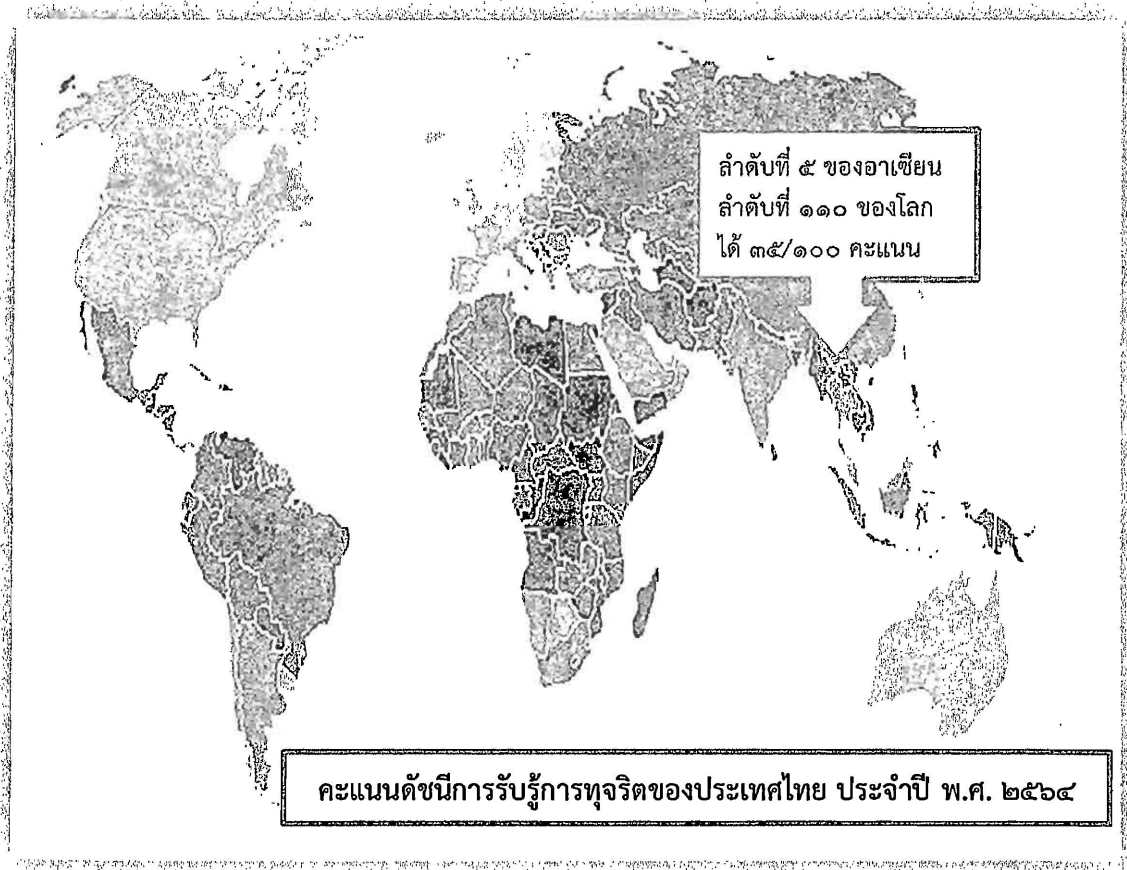 ลำดับที่ ๕ ของอาเซียน
ลำดับที่ ๑๑๐ ของโลก
ได้ ๓๕/๑๐๐ คะแนน
คะแนนดัชนีการรับรู้การทุจริตของประเทศไทย ประจำปี พ.ศ. ๒๕๖๔